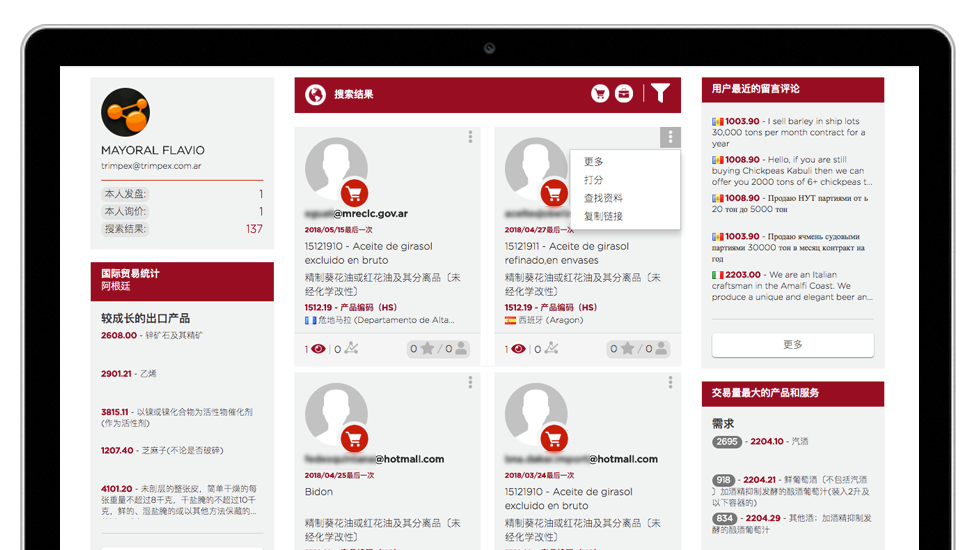 MAYORAL FLAVIO
trimpex@trimpex.com.ar
本人发盘: 1
本人询价: 1
搜索结果: 137
国际贸易统计
阿根廷
较成长的出口产品
2608.00 - 锌矿石及其精矿
2901.21 - 乙烯
3815.11 - 以镍或镍化合物为活性物催化剂
(作为活性剂)
1207.40 - 芝麻子(不论是否破碎)
4101.20 - 未剖层的整张皮，简单干燥的每
张重量不超过8千克，干盐腌的不超过10千
克，鲜的、湿盐腌的或以其他方法保藏的...
搜索结果
@mrecic.gov.ar
2018/05/15最后一次
15121910 - Aceite de girasol
excluido en bruto
精制葵花油或红花油及其分离品〔未
经化学改性〕
1512.19 - 产品编码（HS）
危地马拉 (Departamento de Alta...
1 | 0
0 / 0
更多
打分
查找资料
复制链接
2018/04/27最后一次
15121911 - Aceite de girasol
refinado,en envases
精制葵花油或红花油及其分离品〔未
经化学改性〕
1512.19 - 产品编码（HS）
西班牙 (Aragon)
1 | 0
0 / 0
@hotmail.com
2018/04/25最后一次
Bidon
精制葵花油或红花油及其分离品〔未
经化学改性〕
@hotmail.com
2018/03/24最后一次
15121910 - Aceite de girasol
excluido en bruto
精制葵花油或红花油及其分离品〔未
经化学改性〕
用户最近的留言评论
1003.90 - I sell barley in ship lots
30,000 tons per month contract for a
year
1008.90 - Hello, if you are still
buying Chickpeas Kabuli then we can
offer you 2000 tons of 6+ chickpeas t...
1008.90 - Продаю НУТ партиями от ь
20 тон до 5000 тон
1003.90 - Продаю ячмень судовыми
партиями 30000 тон в месяц контракт на
год
2203.00 - We are an Italian
craftsman in the Amalfi Coast. We
produce a unique and elegant beer an...
更多
交易量最大的产品和服务
需求
2695 - 2204.10 - 汽酒
918 - 2204.21 - 鲜葡萄酒〔不包括汽酒
〕加酒精抑制发酵的酿酒葡萄汁(装入2升及
以下容器的)
834 - 2204.29 - 其他酒；加酒精抑制发
酵的酿酒葡萄汁